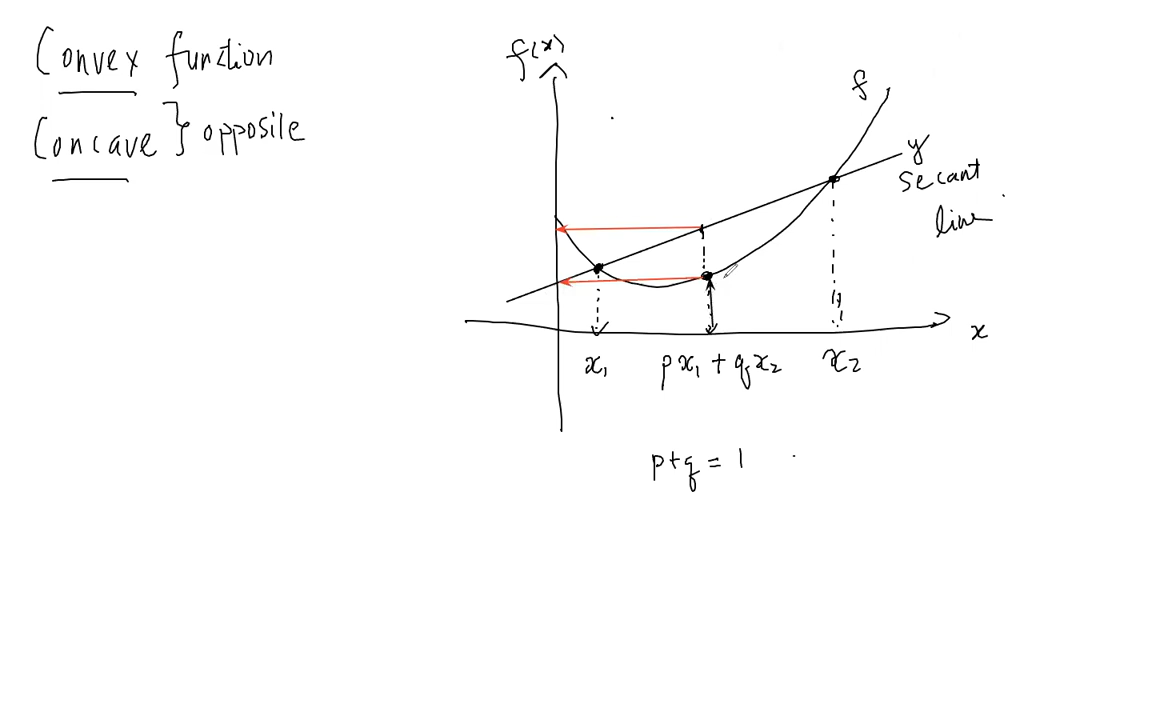 Convex function
Concave } opposite
f(x)
f
y
secant
line
x
x₁
px₁ + qx₂
x₂
p+q = 1